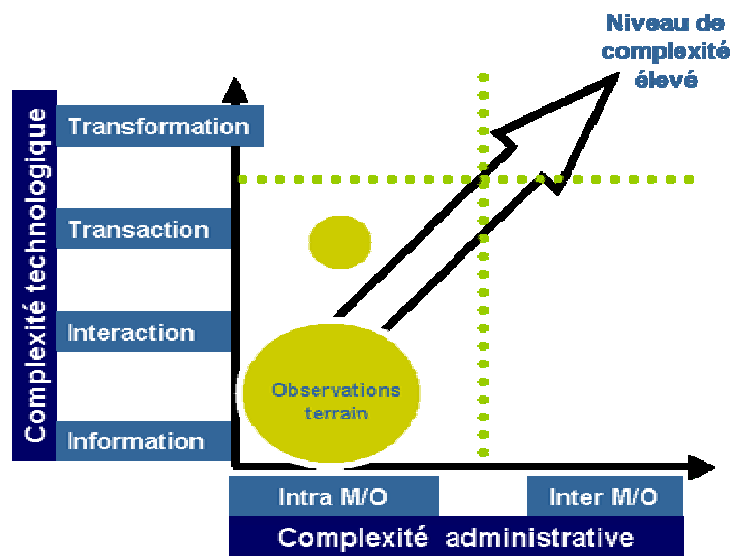 Niveau de
complexité
élevé
Complexité technologique
Transformation
Transaction
Interaction
Information
Observations
terrain
Intra M/O
Inter M/O
Complexité administrative